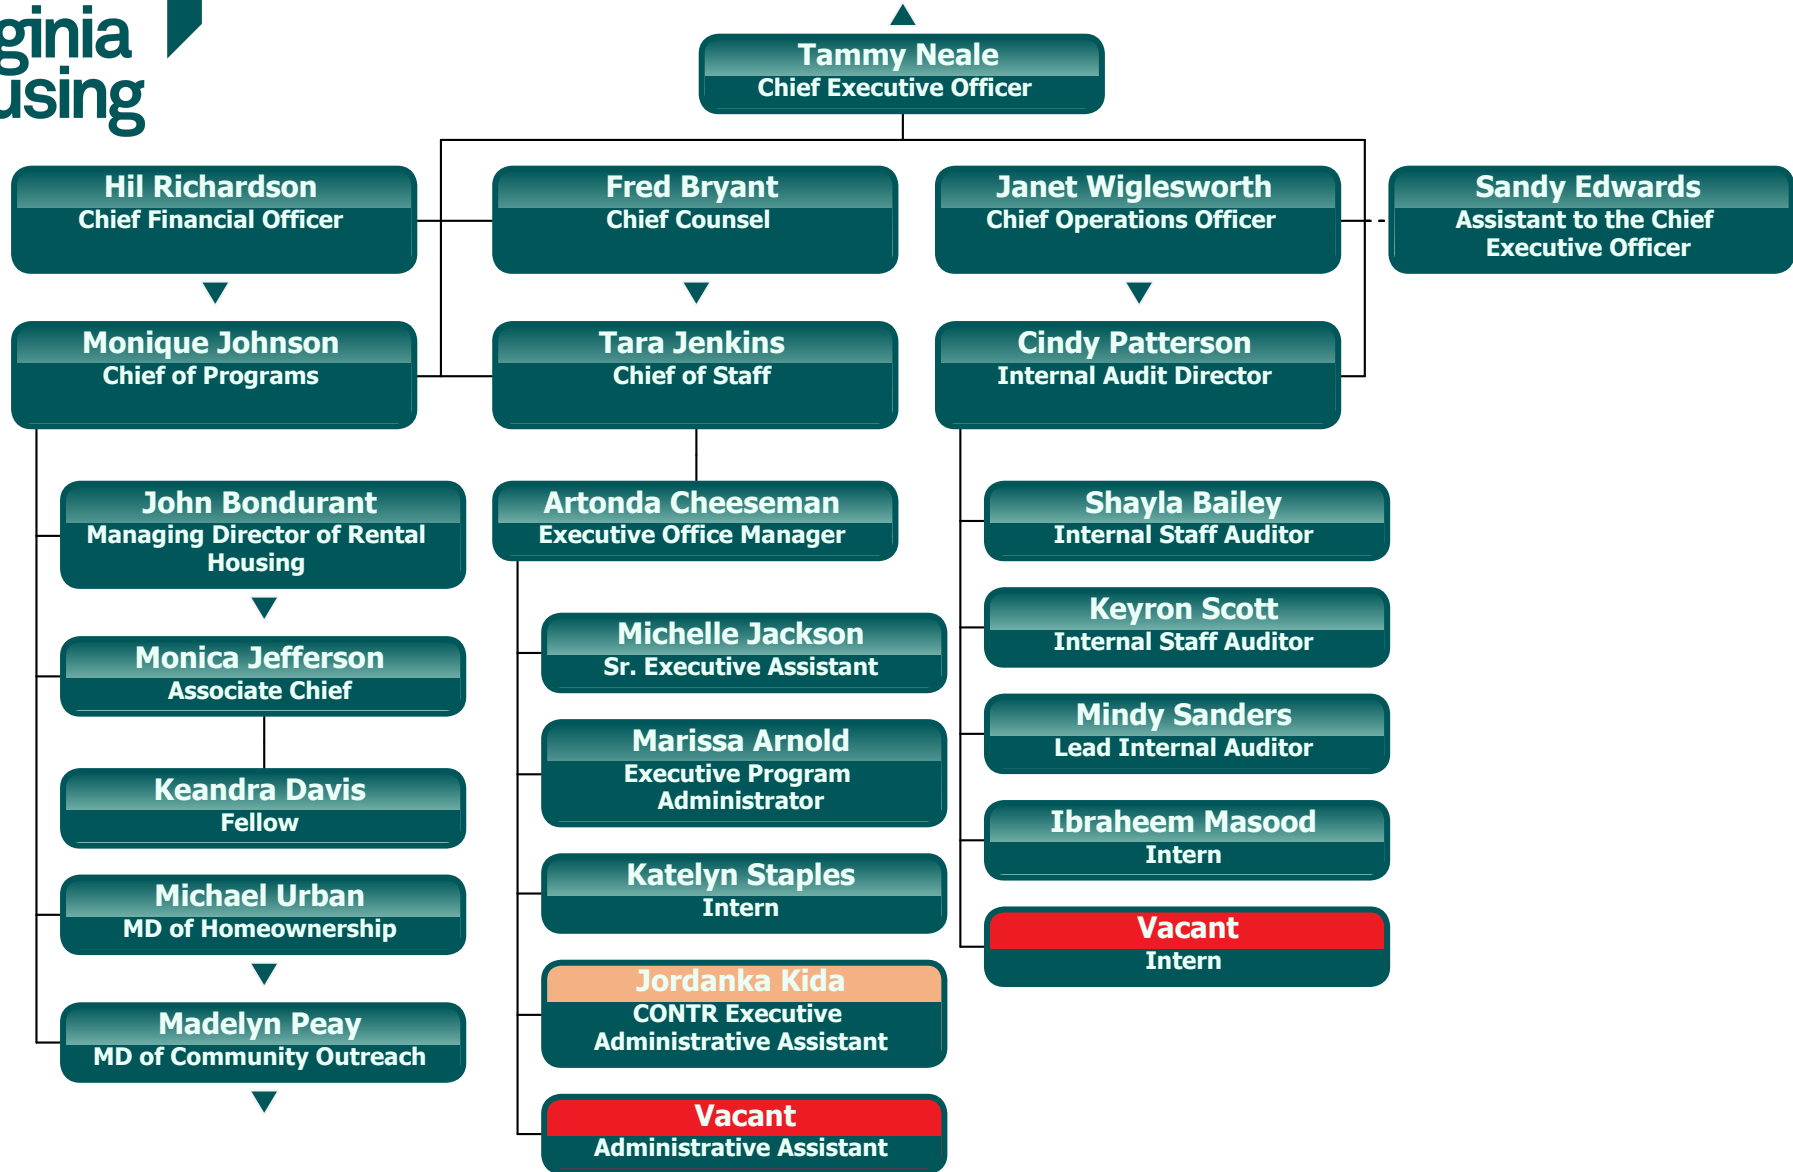 ginia
using
Tammy Neale
Chief Executive Officer
Hil Richardson
Chief Financial Officer
Fred Bryant
Chief Counsel
Janet Wiglesworth
Chief Operations Officer
Sandy Edwards
Assistant to the Chief
Executive Officer
Monique Johnson
Chief of Programs
Tara Jenkins
Chief of Staff
Cindy Patterson
Internal Audit Director
John Bondurant
Managing Director of Rental
Housing
Monica Jefferson
Associate Chief
Keandra Davis
Fellow
Michael Urban
MD of Homeownership
Madelyn Peay
MD of Community Outreach
Artonda Cheeseman
Executive Office Manager
Michelle Jackson
Sr. Executive Assistant
Marissa Arnold
Executive Program
Administrator
Katelyn Staples
Intern
Jordanka Kida
CONTR Executive
Administrative Assistant
Vacant
Administrative Assistant
Shayla Bailey
Internal Staff Auditor
Keyron Scott
Internal Staff Auditor
Mindy Sanders
Lead Internal Auditor
Ibraheem Masood
Intern
Vacant
Intern